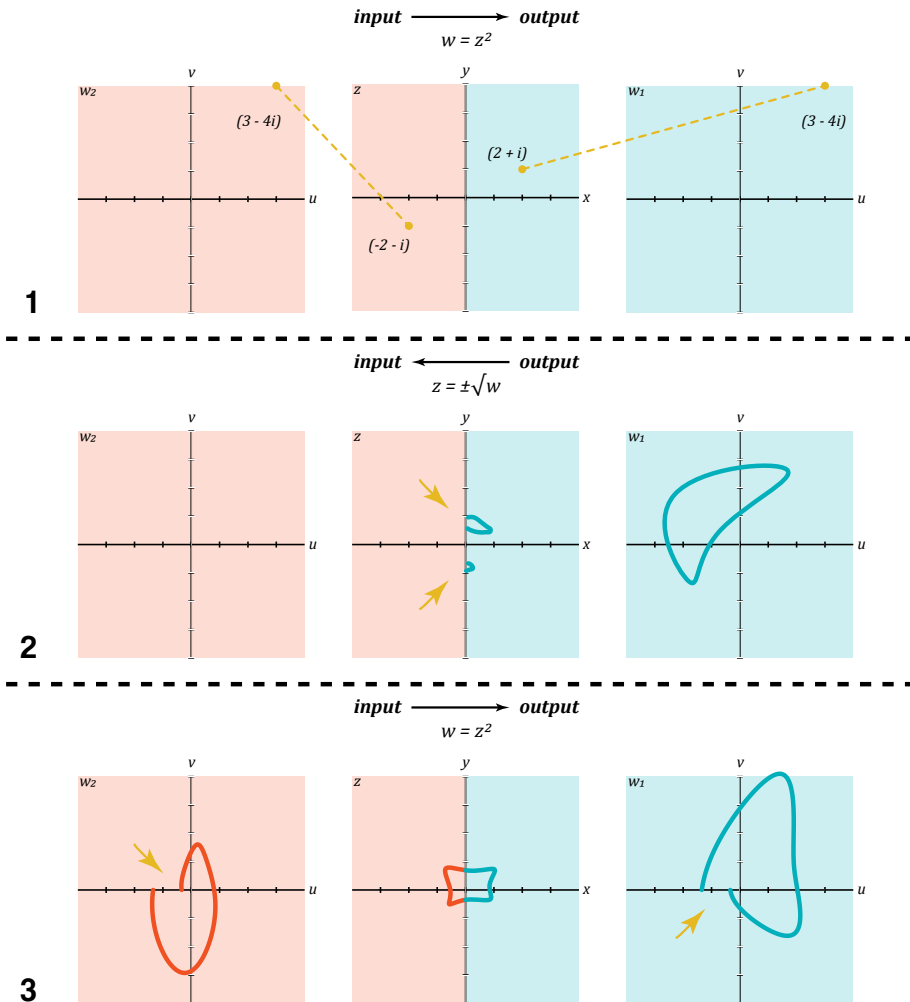 input output
w = z²
v
y
v
w₂
z
w₁
(3 - 4i)
(3 - 4i)
(2 + i)
u
x
u
(-2 - i)
1
input output
z = ±√w
v
y
v
w₂
z
w₁
u
x
u
2
input output
w = z²
v
y
v
w₂
z
w₁
u
x
u
3